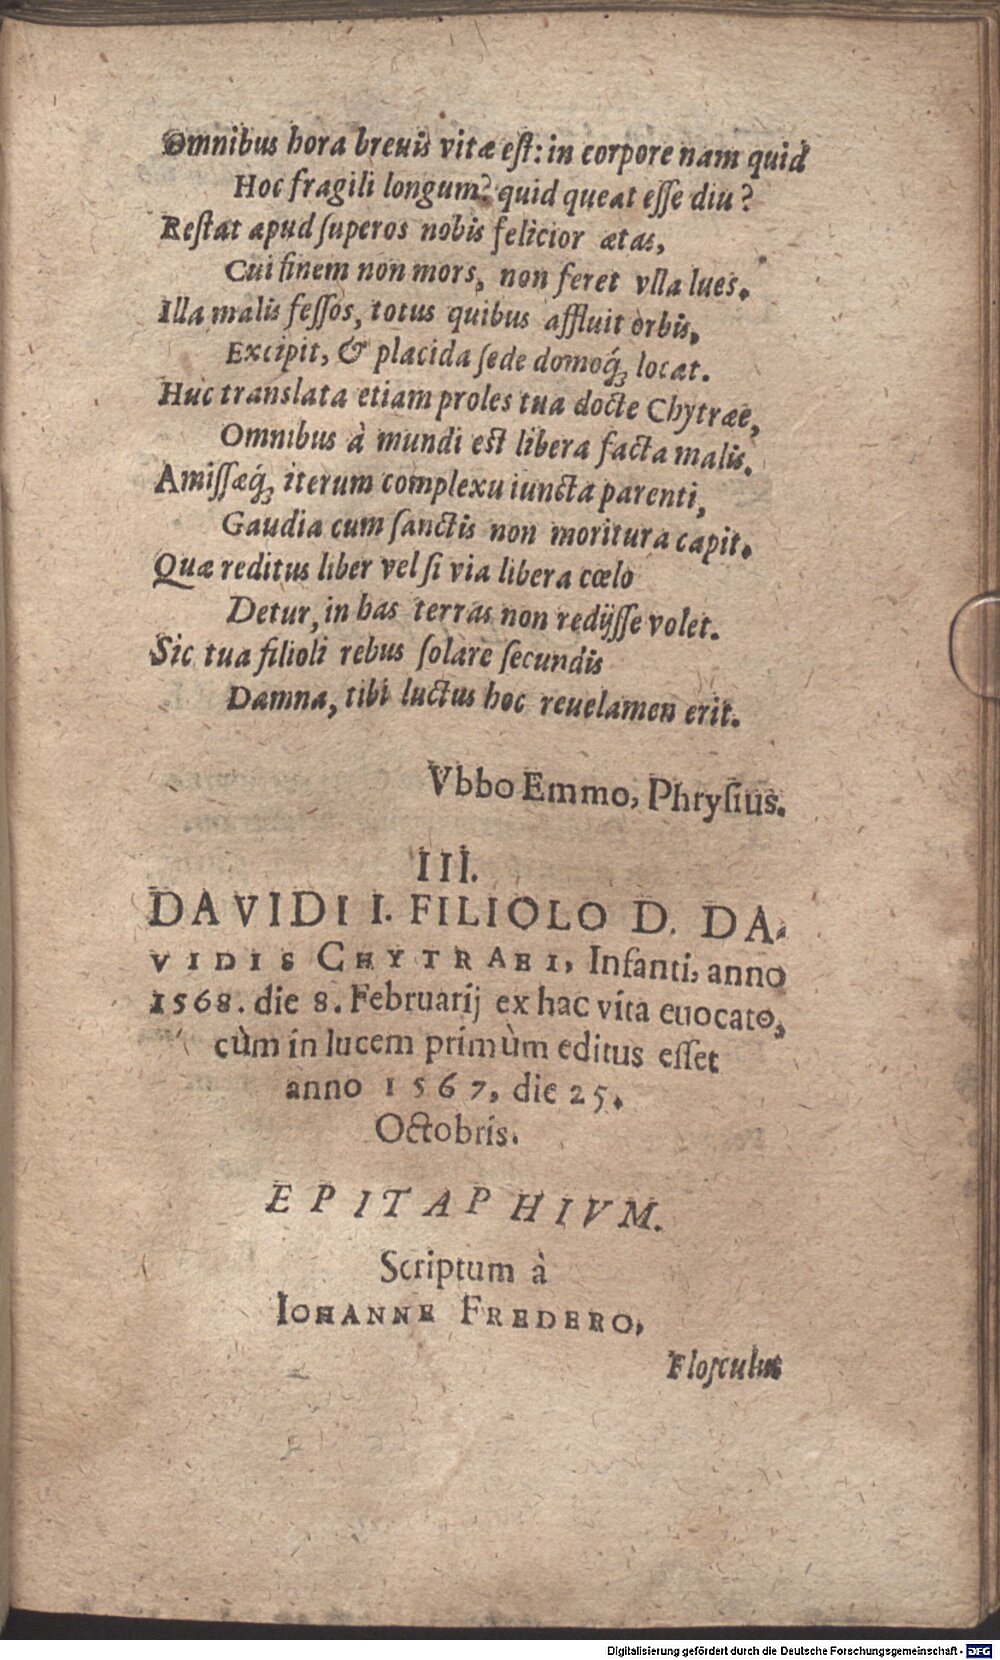 Omnibus hora breuis vitæ eſt: in corpore nam quid
Hoc fragili longum? quid queat eſſe diu?
Reſtat apud ſuperos nobis felicior ætas,
Cui finem non mors, non feret vlla lues.
Illa malis feſſos, totus quibus affluit orbis,
Excipit, & placida ſede domoq́; locat.
Huc translata etiam proles tua docte Chytræe,
Omnibus à mundi est libera facta malis.
Amiſſæq́; iterum complexu iuncta parenti,
Gaudia cum ſanctis non moritura capit.
Quæ reditus liber vel ſi via libera cœlo
Detur, in has terras non redijſſe volet.
Sic tua filioli rebus ſolare ſecundis
Damna, tibi luctus hoc reuelamen erit.
Vbbo Emmo, Phryſius.
III.
DAVIDI I. FILIOLO D. DA-
VIDIS CHYTRAEI, Infanti, anno
1568. die 8. Februarij ex hac vita euocato,
cùm in lucem primùm editus eſſet
anno 1567, die 25.
Octobris.
EPITAPHIVM.
Scriptum à
IOHANNE FREDERO,
Floſculus
Digitalisierung gefördert durch die Deutsche Forschungsgemeinschaft - DFG